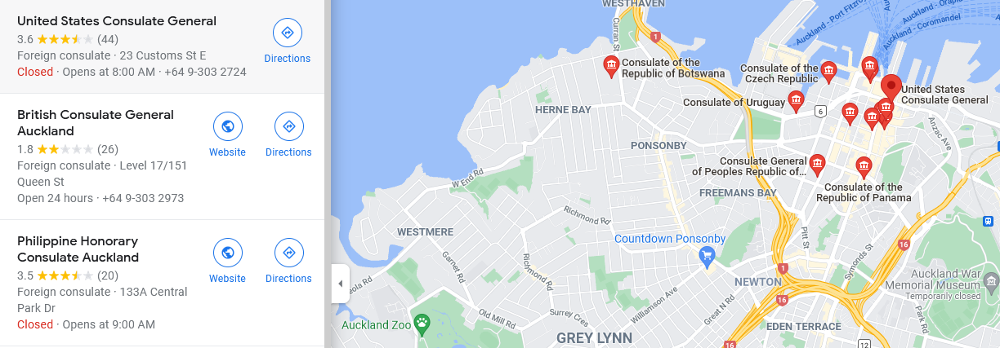 United States Consulate General
3.6 (44)
Foreign consulate · 23 Customs St E
Closed · Opens at 8:00 AM · +64 9-303 2724
Directions
British Consulate General
Auckland
1.8 (26)
Foreign consulate · Level 17/151
Queen St
Open 24 hours · +64 9-303 2973
Website
Directions
Philippine Honorary
Consulate Auckland
3.5 (20)
Foreign consulate · 133A Central
Park Dr
Closed · Opens at 9:00 AM
Website
Directions
WESTHAVEN
Curran St
1
Auckland - Port Fitzroy
Auckland - Coromandel
Consulate of the
Republic of Botswana
Consulate of the
Czech Republic
United States
Consulate General
Consulate of Uruguay
6
HERNE BAY
Anzac Ave
PONSONBY
Consulate General
of Peoples Republic of...
W End Rd
FREEMANS BAY
Consulate of the
Republic of Panama
Richmond Rd
WESTMERE
Pitt St
Countdown Ponsonby
16
Garnet Rd
Richmond Rd
Symonds St
1
Auckland War
Memorial Museum
Temporarily closed
NEWTON
Williamson Ave
Great N Rd
16
Park Rd
Old Mill Rd
Surrey Cres
Auckland Zoo
EDEN TERRACE
GREY LYNN
16
12